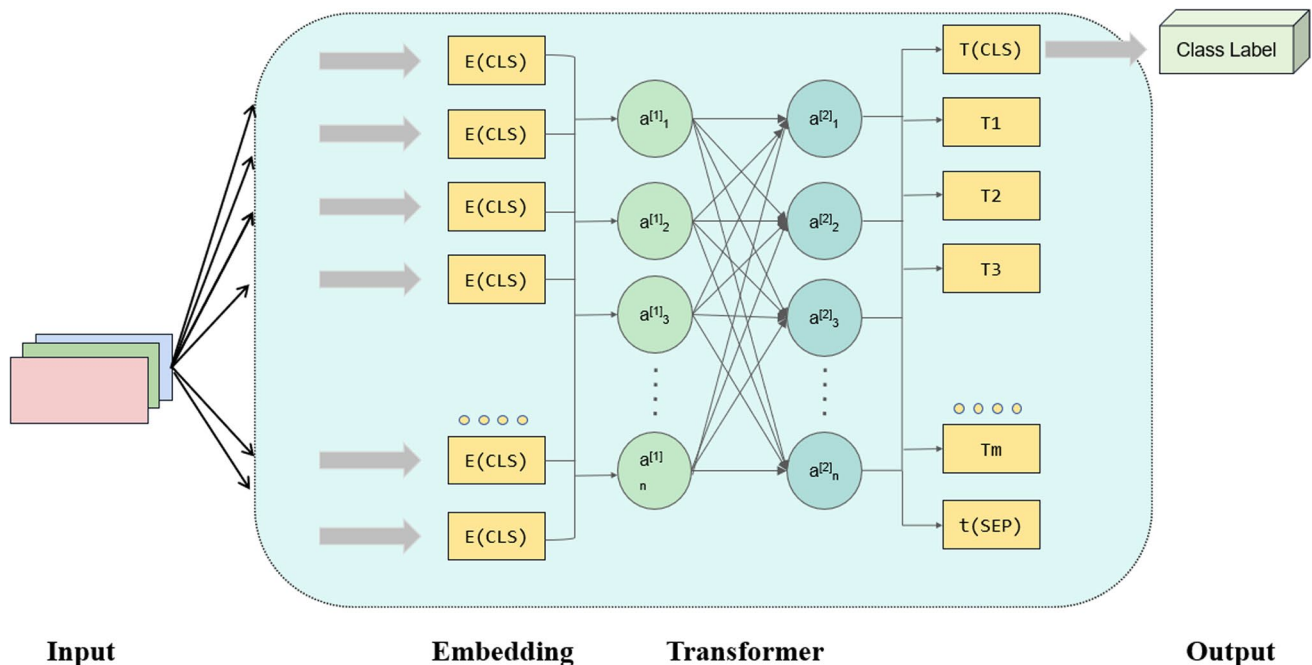 E(CLS)
E(CLS)
E(CLS)
E(CLS)
E(CLS)
E(CLS)
a[1]1
a[1]2
a[1]3
a[1]
n
a[2]1
a[2]2
a[2]3
a[2]n
T(CLS)
T1
T2
T3
Tm
t(SEP)
Class Label
Input
Embedding
Transformer
Output